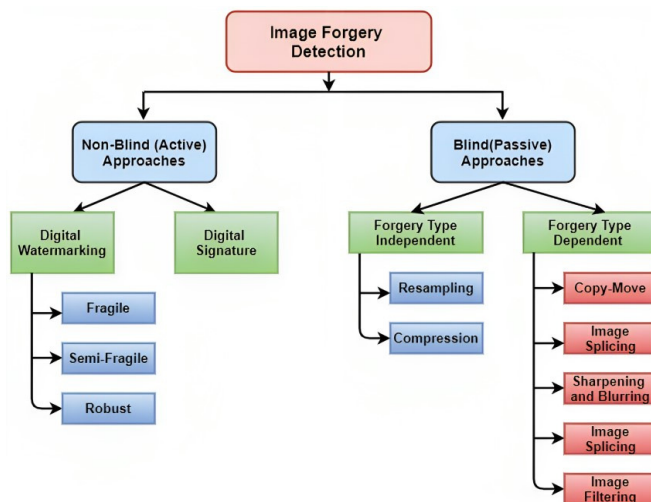 Image Forgery
Detection
Non-Blind (Active)
Approaches
Blind(Passive)
Approaches
Digital
Watermarking
Digital
Signature
Forgery Type
Independent
Forgery Type
Dependent
Fragile
Semi-Fragile
Robust
Resampling
Compression
Copy-Move
Image
Splicing
Sharpening
and Blurring
Image
Splicing
Image
Filtering